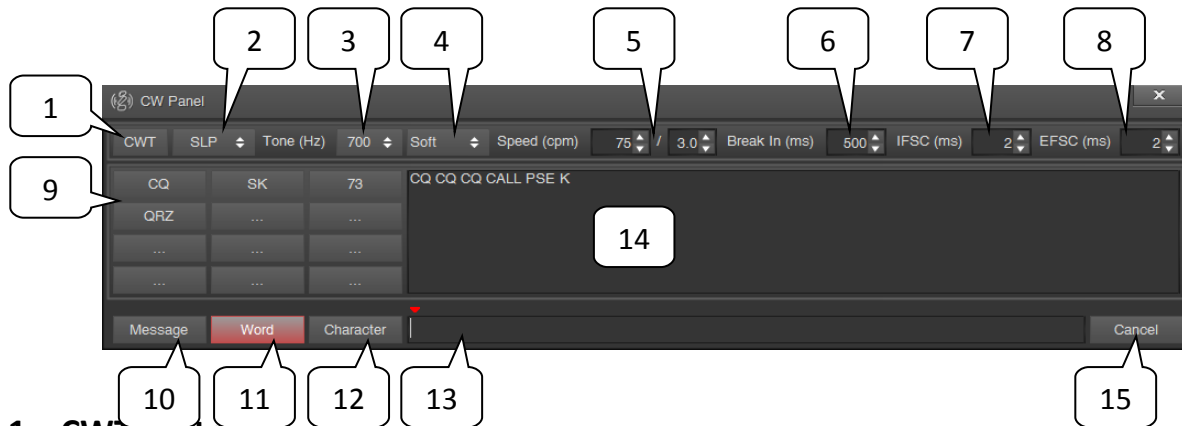 2 3 4 5 6 7 8
1
CW Panel x
CWT SLP Tone (Hz) 700 Soft Speed (cpm) 75 / 3.0 Break In (ms) 500 IFSC (ms) 2 EFSC (ms) 2
9
CQ SK 73 CQ CQ CQ CALL PSE K
QRZ ... ...
14
... ... ...
... ... ...
Message Word Character Cancel
10 11 12 13 15
1